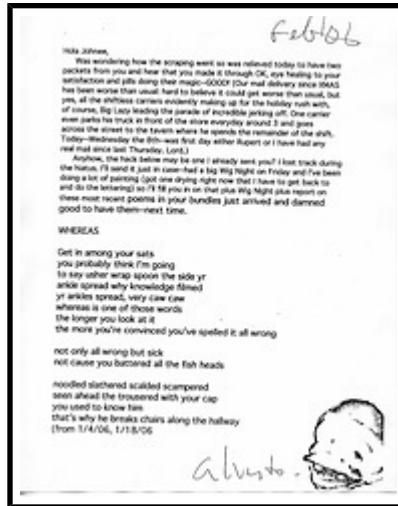 Feb/06
Hola Johnee,
Was wondering how the scraping went so was relieved today to have two
packets from you and hear that you made it through OK, eye healing to your
satisfaction and pills doing their magic--GOOD! (Our mail delivery since XMAS
has been worse than usual: hard to believe it could get worse than usual, but
yes, all the shiftless carriers evidently making up for the holiday rush with,
of course, Big Lazy leading the parade of incredible jerking off. One carrier
even parks his truck in front of the store everyday around 3 and goes
across the street to the tavern where he spends the remainder of the shift.
Today--Wednesday the 8th--was first day either Rupert or I have had any
real mail since last Thursday, Lord.)
Anyhow, the hack below may be one I already sent you? I lost track during
the hiatus. I'll send it just in case--had a big Wig Night on Friday and I've been
doing a lot of painting (got one drying right now that I have to get back to
and do the lettering) so I'll fill you in on that plus Wig Night plus report on
these most recent poems in your bundles just arrived and damned
good to have them--next time.
WHEREAS
Get in among your sats
you probably think I'm going
to say usher wrap spoon the side yr
ankle spread why knowledge filmed
yr ankles spread, very caw caw
whereas is one of those words
the longer you look at it
the more you're convinced you've spelled it all wrong
not only all wrong but sick
not cause you buttered all the fish heads
noodled slathered scalded scampered
seen ahead the trousered with your cap
you used to know him
that's why he breaks chairs along the hallway
(from 1/4/06, 1/18/06